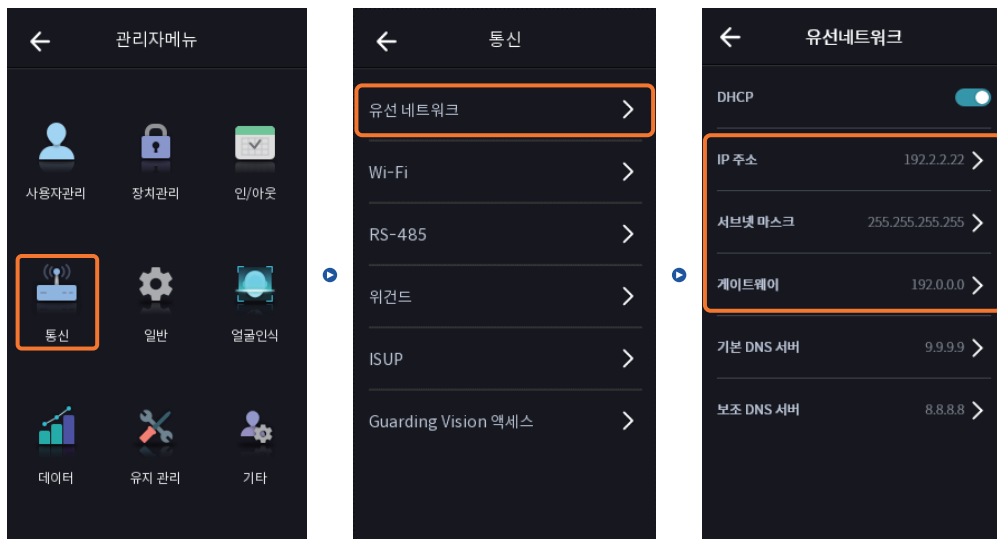 관리자메뉴
사용자관리
장치관리
인/아웃
통신
일반
얼굴인식
데이터
유지 관리
기타
통신
유선 네트워크
Wi-Fi
RS-485
위건드
ISUP
Guarding Vision 액세스
유선네트워크
DHCP
IP 주소 192.2.2.22
서브넷 마스크 255.255.255.255
게이트웨이 192.0.0.0
기본 DNS 서버 9.9.9.9
보조 DNS 서버 8.8.8.8